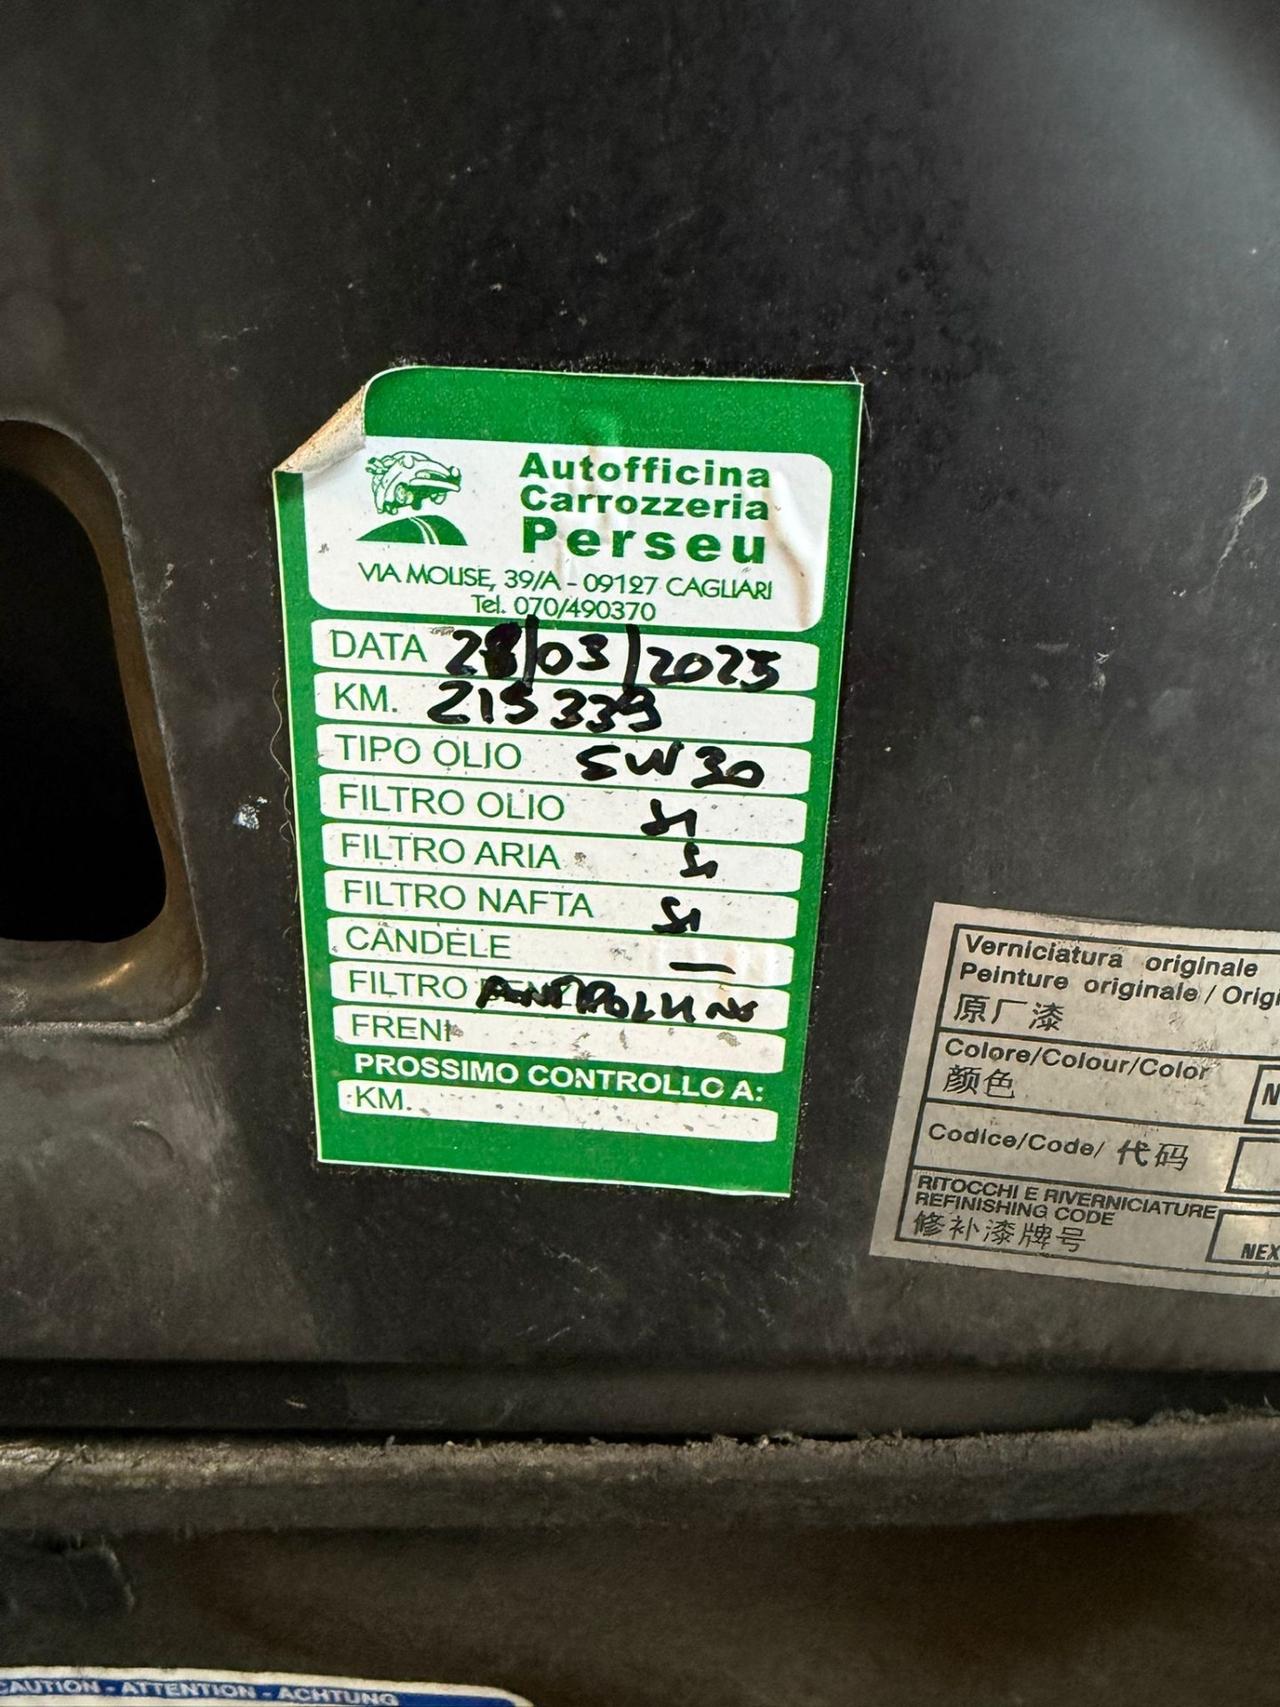 Autofficina
Carrozzeria
Perseu
VIA MOLISE, 39/A - 09127 CAGLIARI
Tel. 070/490370
DATA 28/03/2025
KM. 215339
TIPO OLIO 5W30
FILTRO OLIO SI
FILTRO ARIA SI
FILTRO NAFTA SI
CANDELE —
FILTRO ANTIPOLLINE
FRENI
PROSSIMO CONTROLLO A:
KM.
Verniciatura originale
Peinture originale / Origi
原厂漆
Colore/Colour/Color
颜色
N
Codice/Code/ 代码
RITOCCHI E RIVERNICIATURE
REFINISHING CODE
修补漆牌号
NEX
CAUTION - ATTENTION - ACHTUNG